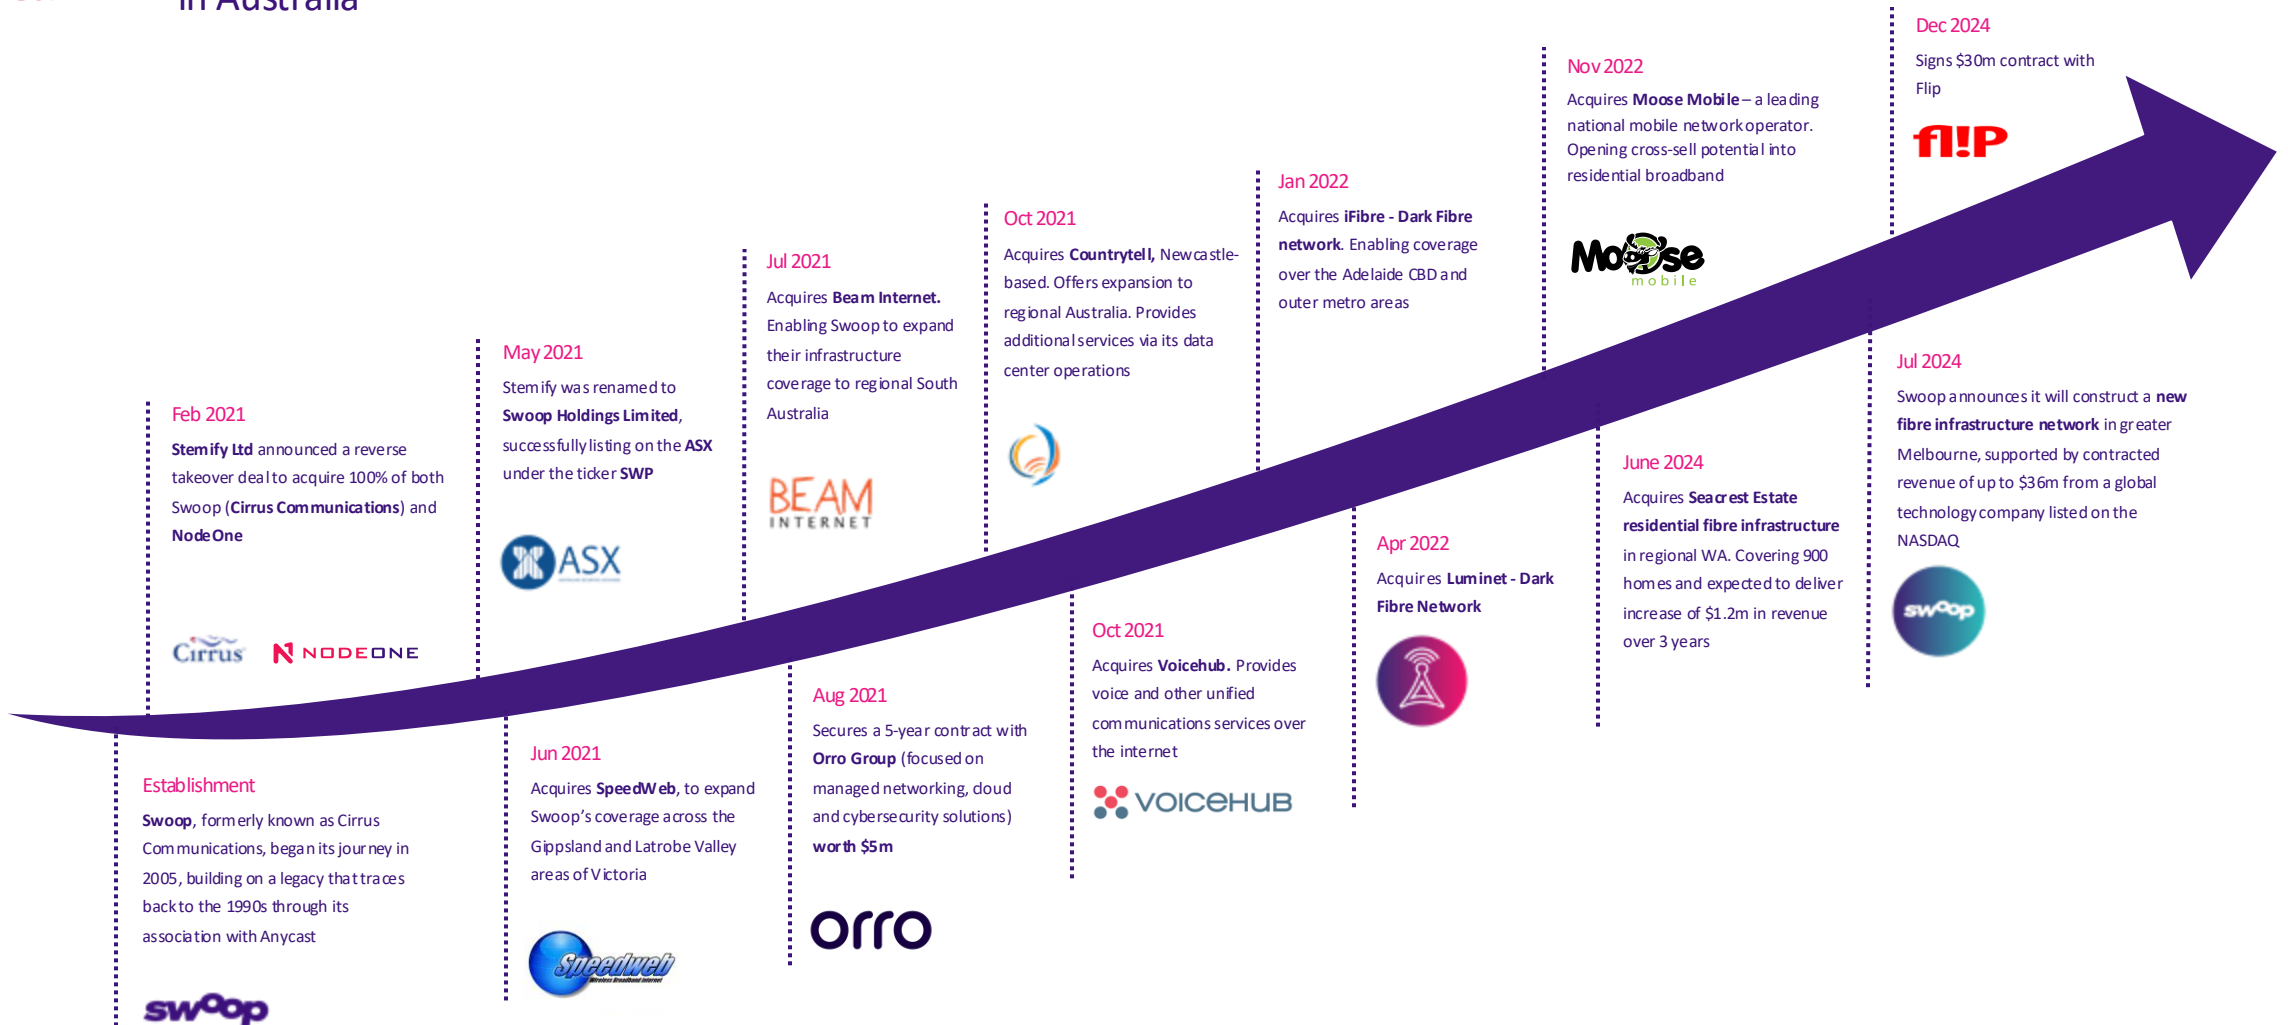 in Australia
Dec 2024
Signs $30m contract with
Flip
fl!P
Nov 2022
Acquires Moose Mobile – a leading
national mobile network operator.
Opening cross-sell potential into
residential broadband
Moose
mobile
Jan 2022
Acquires iFibre - Dark Fibre
network. Enabling coverage
over the Adelaide CBD and
outer metro areas
Oct 2021
Acquires Countrytell, Newcastle-
based. Offers expansion to
regional Australia. Provides
additional services via its data
center operations
Jul 2021
Acquires Beam Internet.
Enabling Swoop to expand
their infrastructure
coverage to regional South
Australia
BEAM
INTERNET
May 2021
Stemify was renamed to
Swoop Holdings Limited,
successfully listing on the ASX
under the ticker SWP
ASX
Feb 2021
Stemify Ltd announced a reverse
takeover deal to acquire 100% of both
Swoop (Cirrus Communications) and
NodeOne
Cirrus
NODEONE
Establishment
Swoop, formerly known as Cirrus
Communications, began its journey in
2005, building on a legacy that traces
back to the 1990s through its
association with Anycast
swoop
Jun 2021
Acquires SpeedWeb, to expand
Swoop’s coverage across the
Gippsland and Latrobe Valley
areas of Victoria
Speedweb
Wireless Broadband Internet
Aug 2021
Secures a 5-year contract with
Orro Group (focused on
managed networking, cloud
and cybersecurity solutions)
worth $5m
orro
Oct 2021
Acquires Voicehub. Provides
voice and other unified
communications services over
the internet
VOICEHUB
Apr 2022
Acquires Luminet - Dark
Fibre Network
June 2024
Acquires Seacrest Estate
residential fibre infrastructure
in regional WA. Covering 900
homes and expected to deliver
increase of $1.2m in revenue
over 3 years
Jul 2024
Swoop announces it will construct a new
fibre infrastructure network in greater
Melbourne, supported by contracted
revenue of up to $36m from a global
technology company listed on the
NASDAQ
swoop